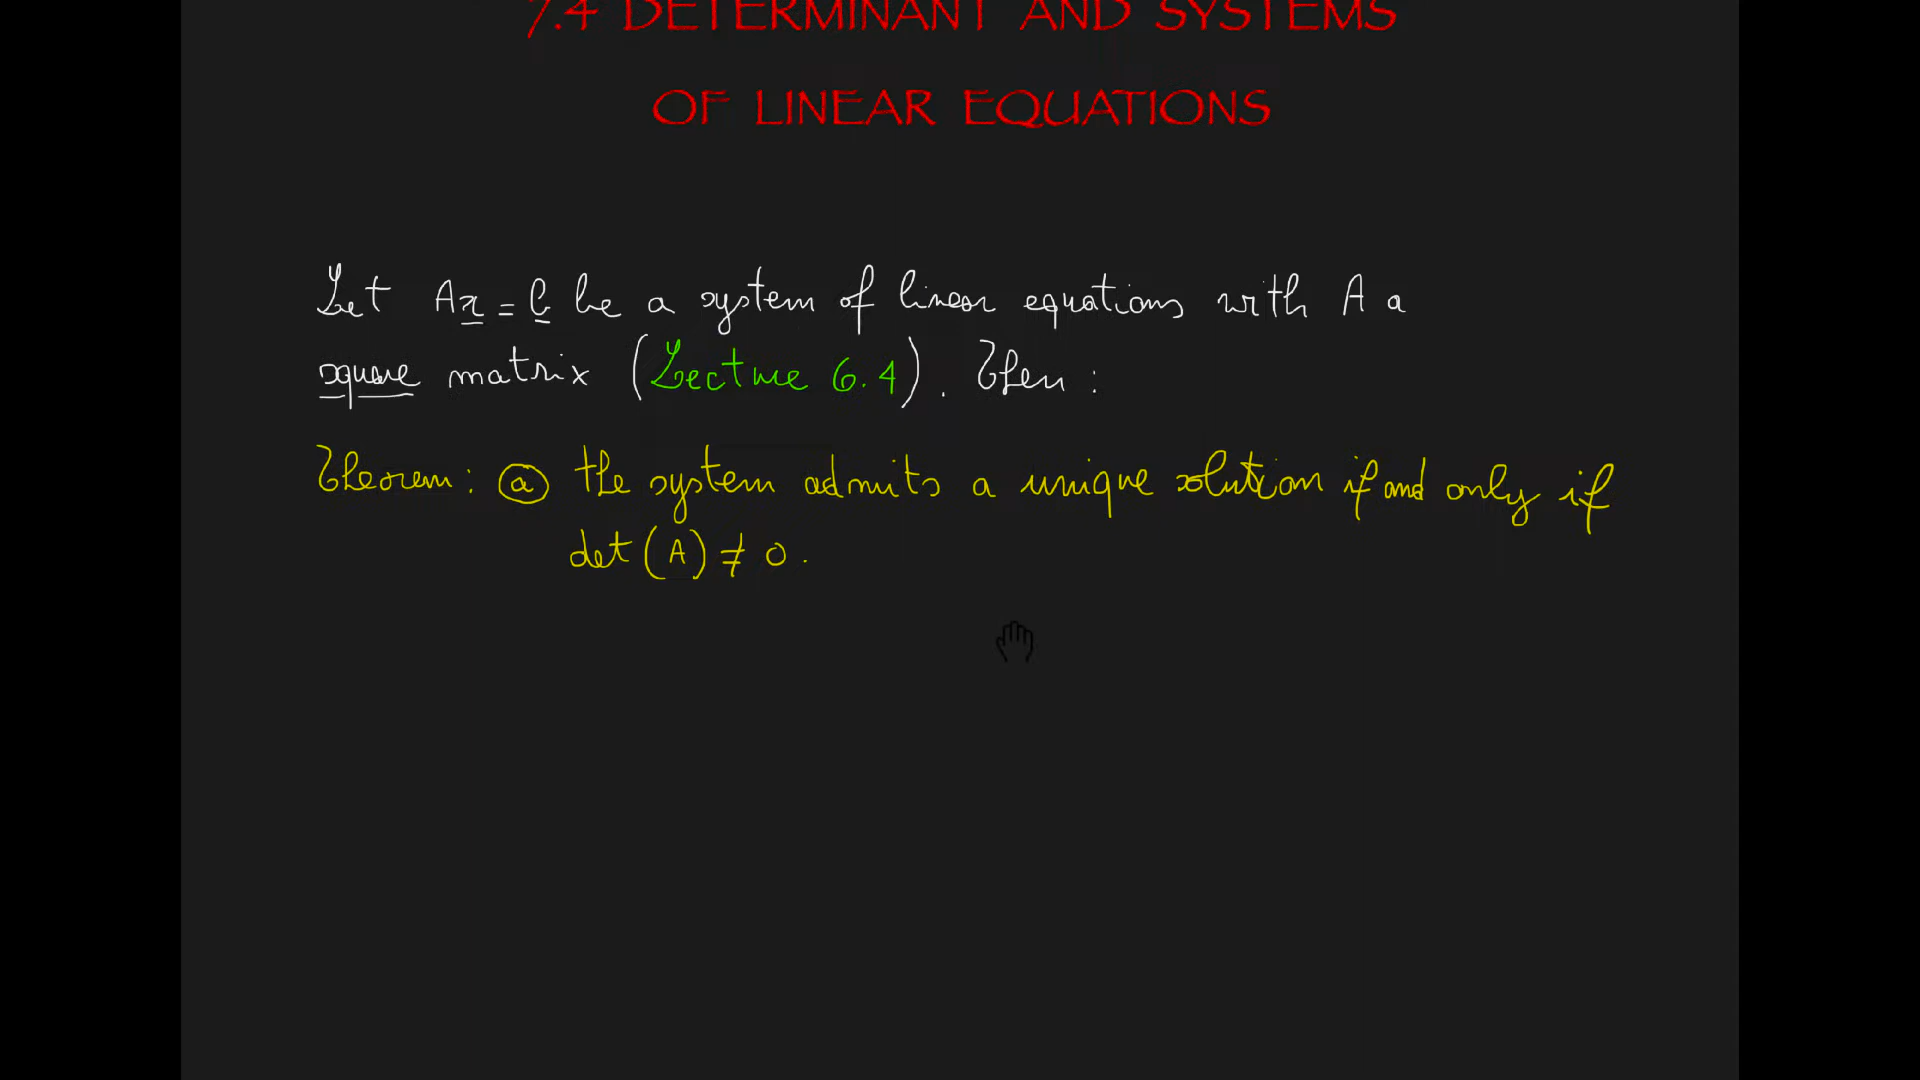 7.4 DETERMINANT AND SYSTEMS
OF LINEAR EQUATIONS
Let Ax = b be a system of linear equations with A a
square matrix (Lecture 6.4). Then :
Theorem: ⓐ the system admits a unique solution if and only if
det(A) ≠ 0.